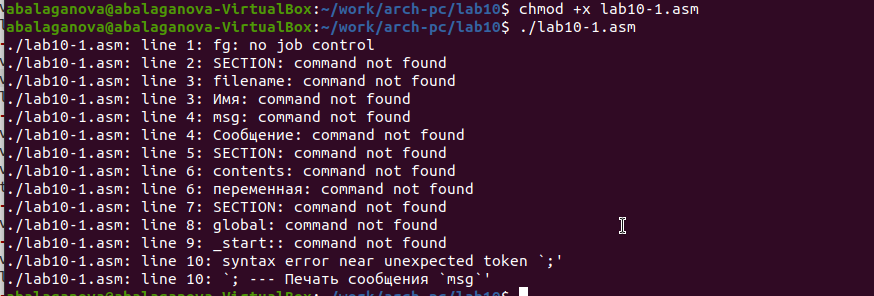 abalaganova@abalaganova-VirtualBox:~/work/arch-pc/lab10$ chmod +x lab10-1.asm
abalaganova@abalaganova-VirtualBox:~/work/arch-pc/lab10$ ./lab10-1.asm
./lab10-1.asm: line 1: fg: no job control
./lab10-1.asm: line 2: SECTION: command not found
./lab10-1.asm: line 3: filename: command not found
./lab10-1.asm: line 3: Имя: command not found
./lab10-1.asm: line 4: msg: command not found
./lab10-1.asm: line 4: Сообщение: command not found
./lab10-1.asm: line 5: SECTION: command not found
./lab10-1.asm: line 6: contents: command not found
./lab10-1.asm: line 6: переменная: command not found
./lab10-1.asm: line 7: SECTION: command not found
./lab10-1.asm: line 8: global: command not found
./lab10-1.asm: line 9: _start:: command not found
./lab10-1.asm: line 10: syntax error near unexpected token `;'
./lab10-1.asm: line 10: `; --- Печать сообщения `msg`'
abalaganova@abalaganova-VirtualBox:~/work/arch-pc/lab10$